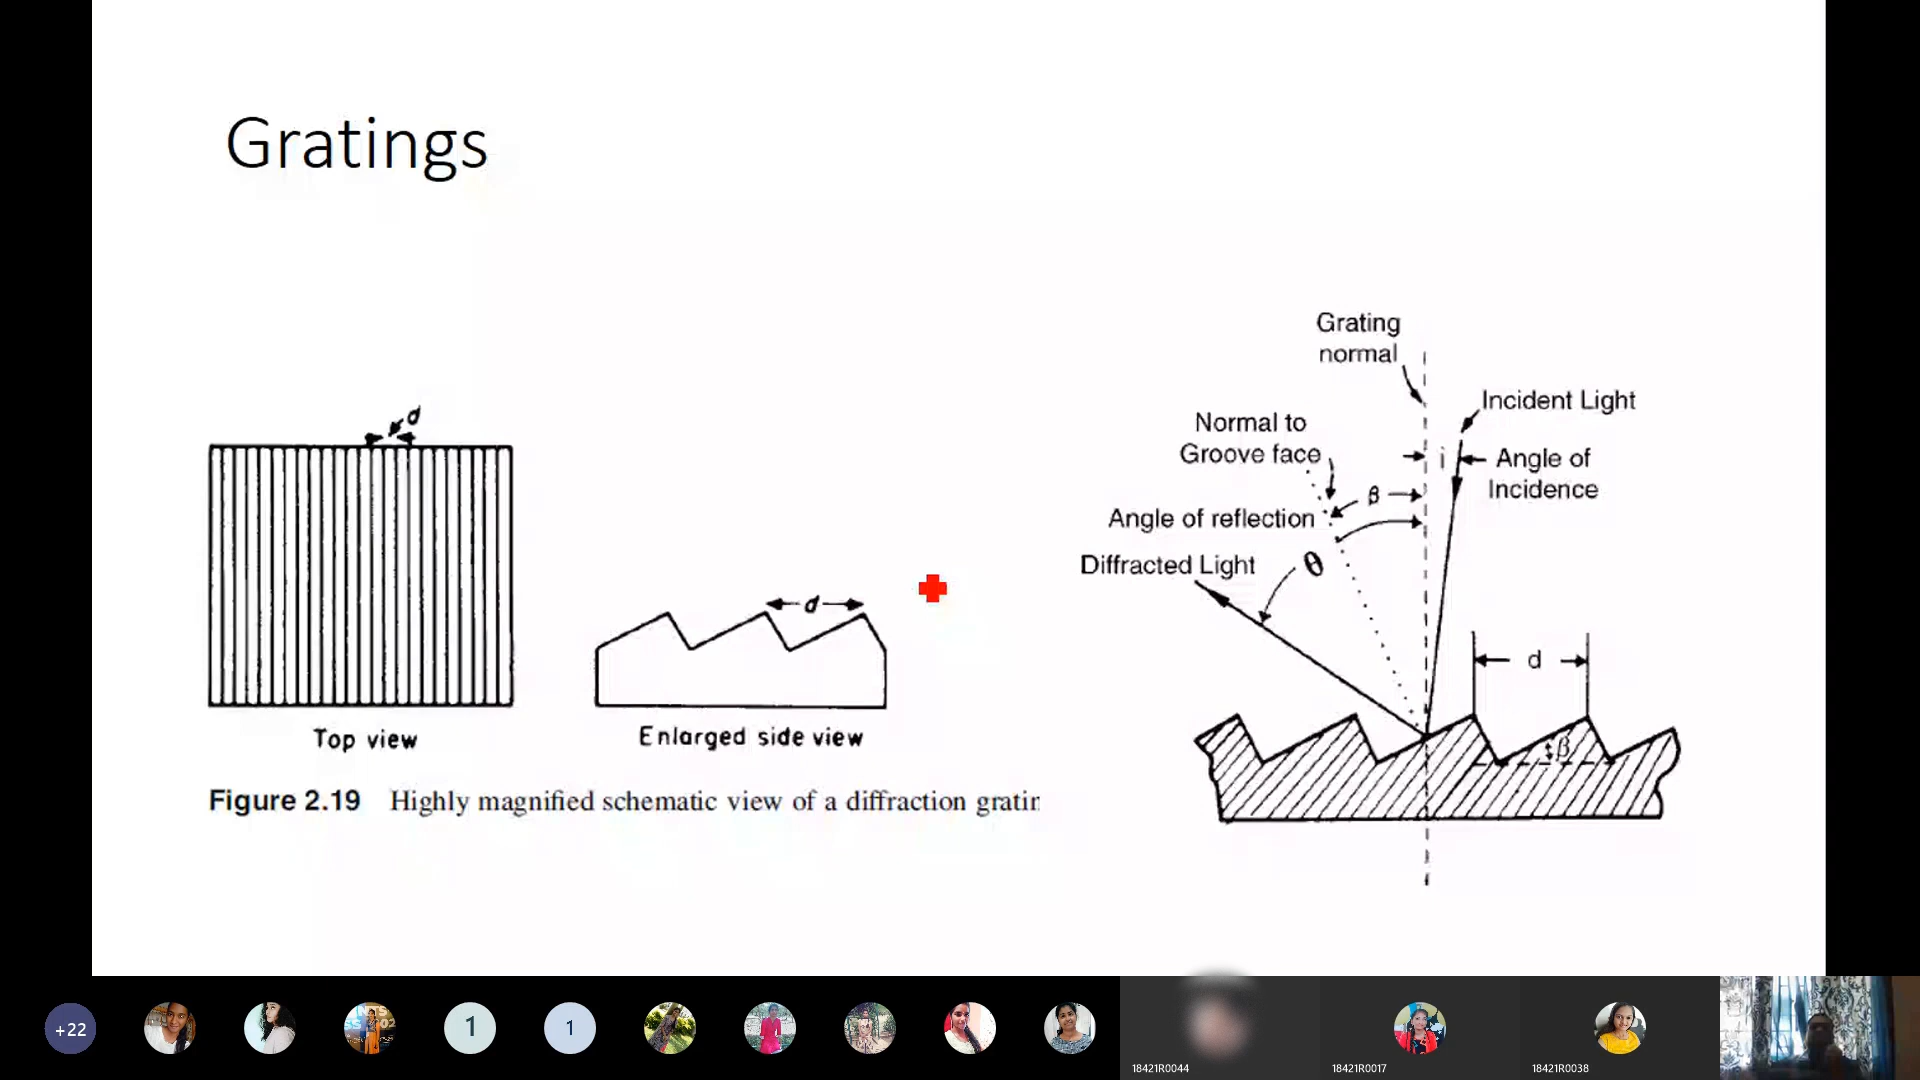 Gratings
d
d
Top view
Enlarged side view
Figure 2.19 Highly magnified schematic view of a diffraction gratin
Grating
normal
Incident Light
Normal to
Groove face
i
Angle of
Incidence
β
Angle of reflection
Diffracted Light
θ
d
β
+22
1
1
18421R0044
18421R0017
18421R0038